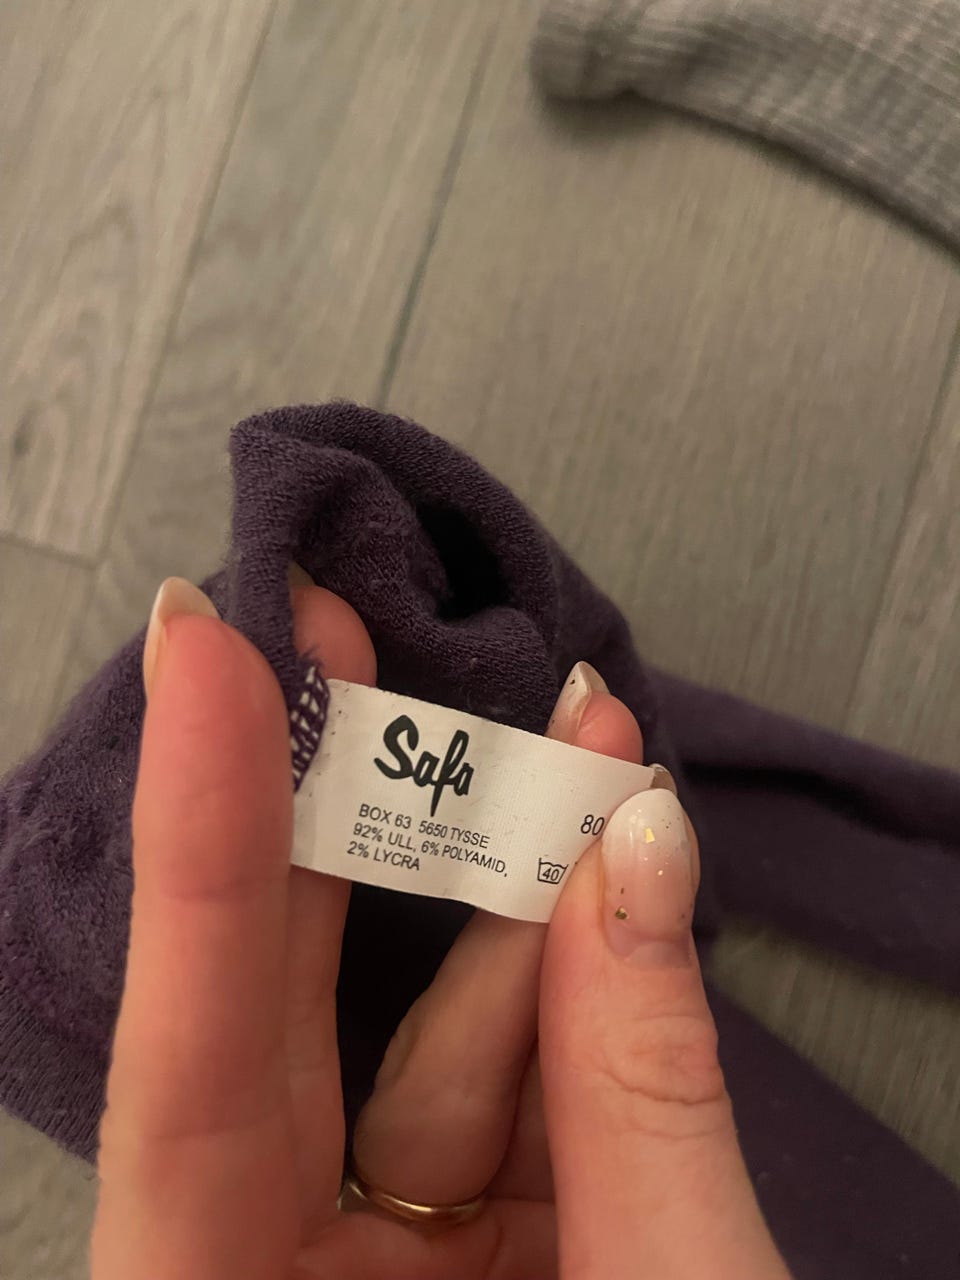 Safa
BOX 63 5650 TYSSE
92% ULL, 6% POLYAMID,
2% LYCRA
80
40